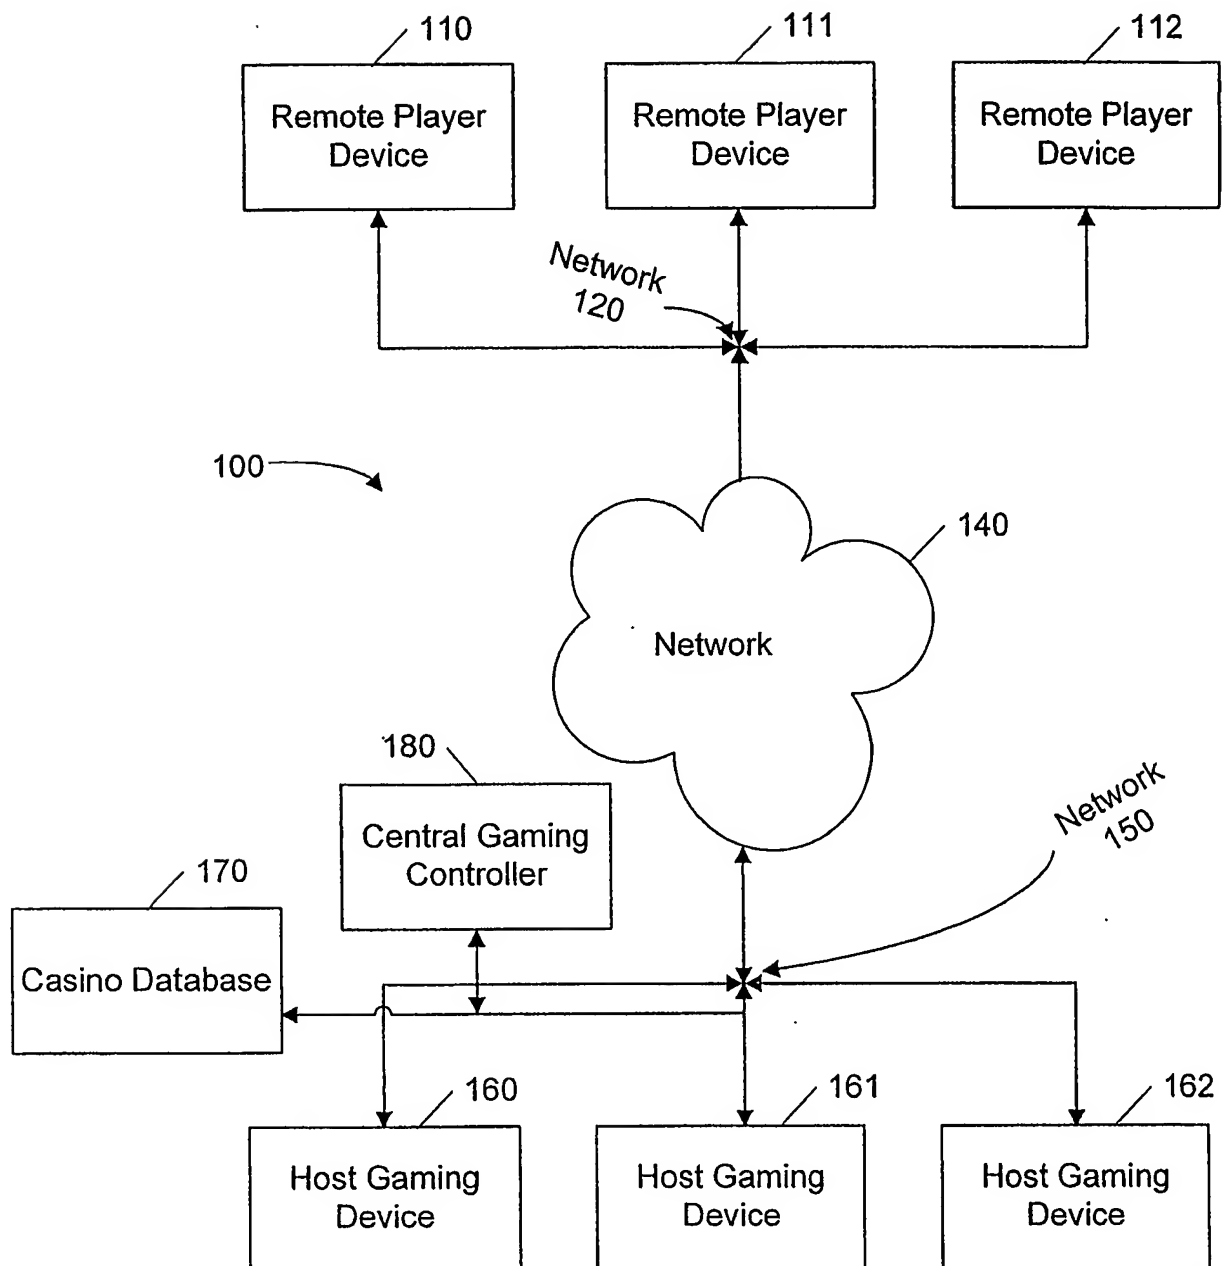 110
111
112
Remote Player
Device
Remote Player
Device
Remote Player
Device
Network
120
100
140
Network
180
Central Gaming
Controller
Network
150
170
Casino Database
160
161
162
Host Gaming
Device
Host Gaming
Device
Host Gaming
Device